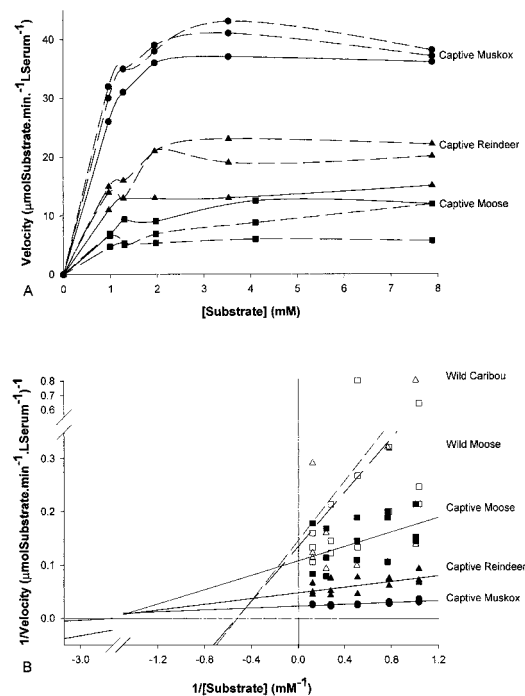 40
30
20
10
0
Velocity (μmolSubstrate.min.⁻¹LSerum⁻¹)
Captive Muskox
Captive Reindeer
Captive Moose
0 1 2 3 4 5 6 7 8
A
[Substrate] (mM)
0.8
0.6
0.3
0.2
0.1
0.0
1/Velocity (μmolSubstrate.min⁻¹.LSerum⁻¹)⁻¹
Wild Caribou
Wild Moose
Captive Moose
Captive Reindeer
Captive Muskox
-3.0 -1.2 -0.8 -0.4 0.0 0.4 0.8 1.2
B
1/[Substrate] (mM⁻¹)